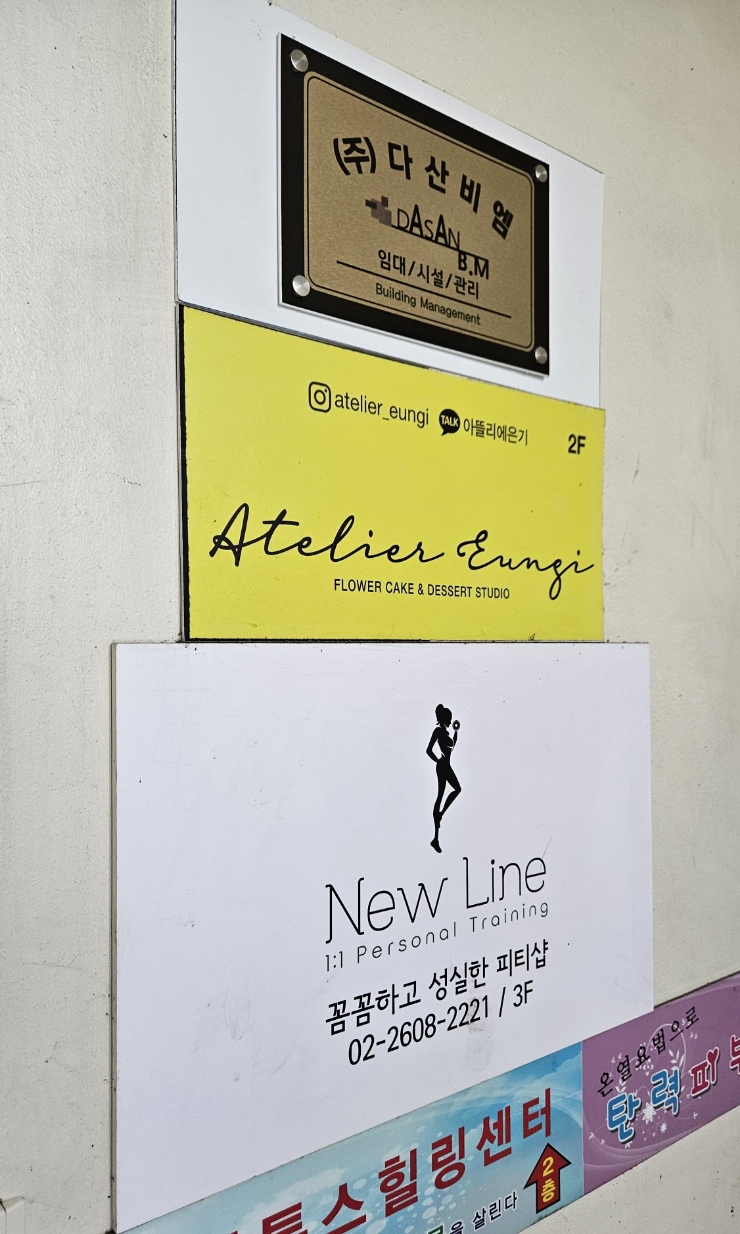 (주)다산비엠
DASAN B.M
임대/시설/관리
Building Management
atelier_eungi TALK 아뜰리에은기 2F
Atelier Eungi
FLOWER CAKE & DESSERT STUDIO
New Line
1:1 Personal Training
꼼꼼하고 성실한 피티샵
02-2608-2221 / 3F
톡스힐링센터
2층
을 살린다
온열요법으로
탄력피부